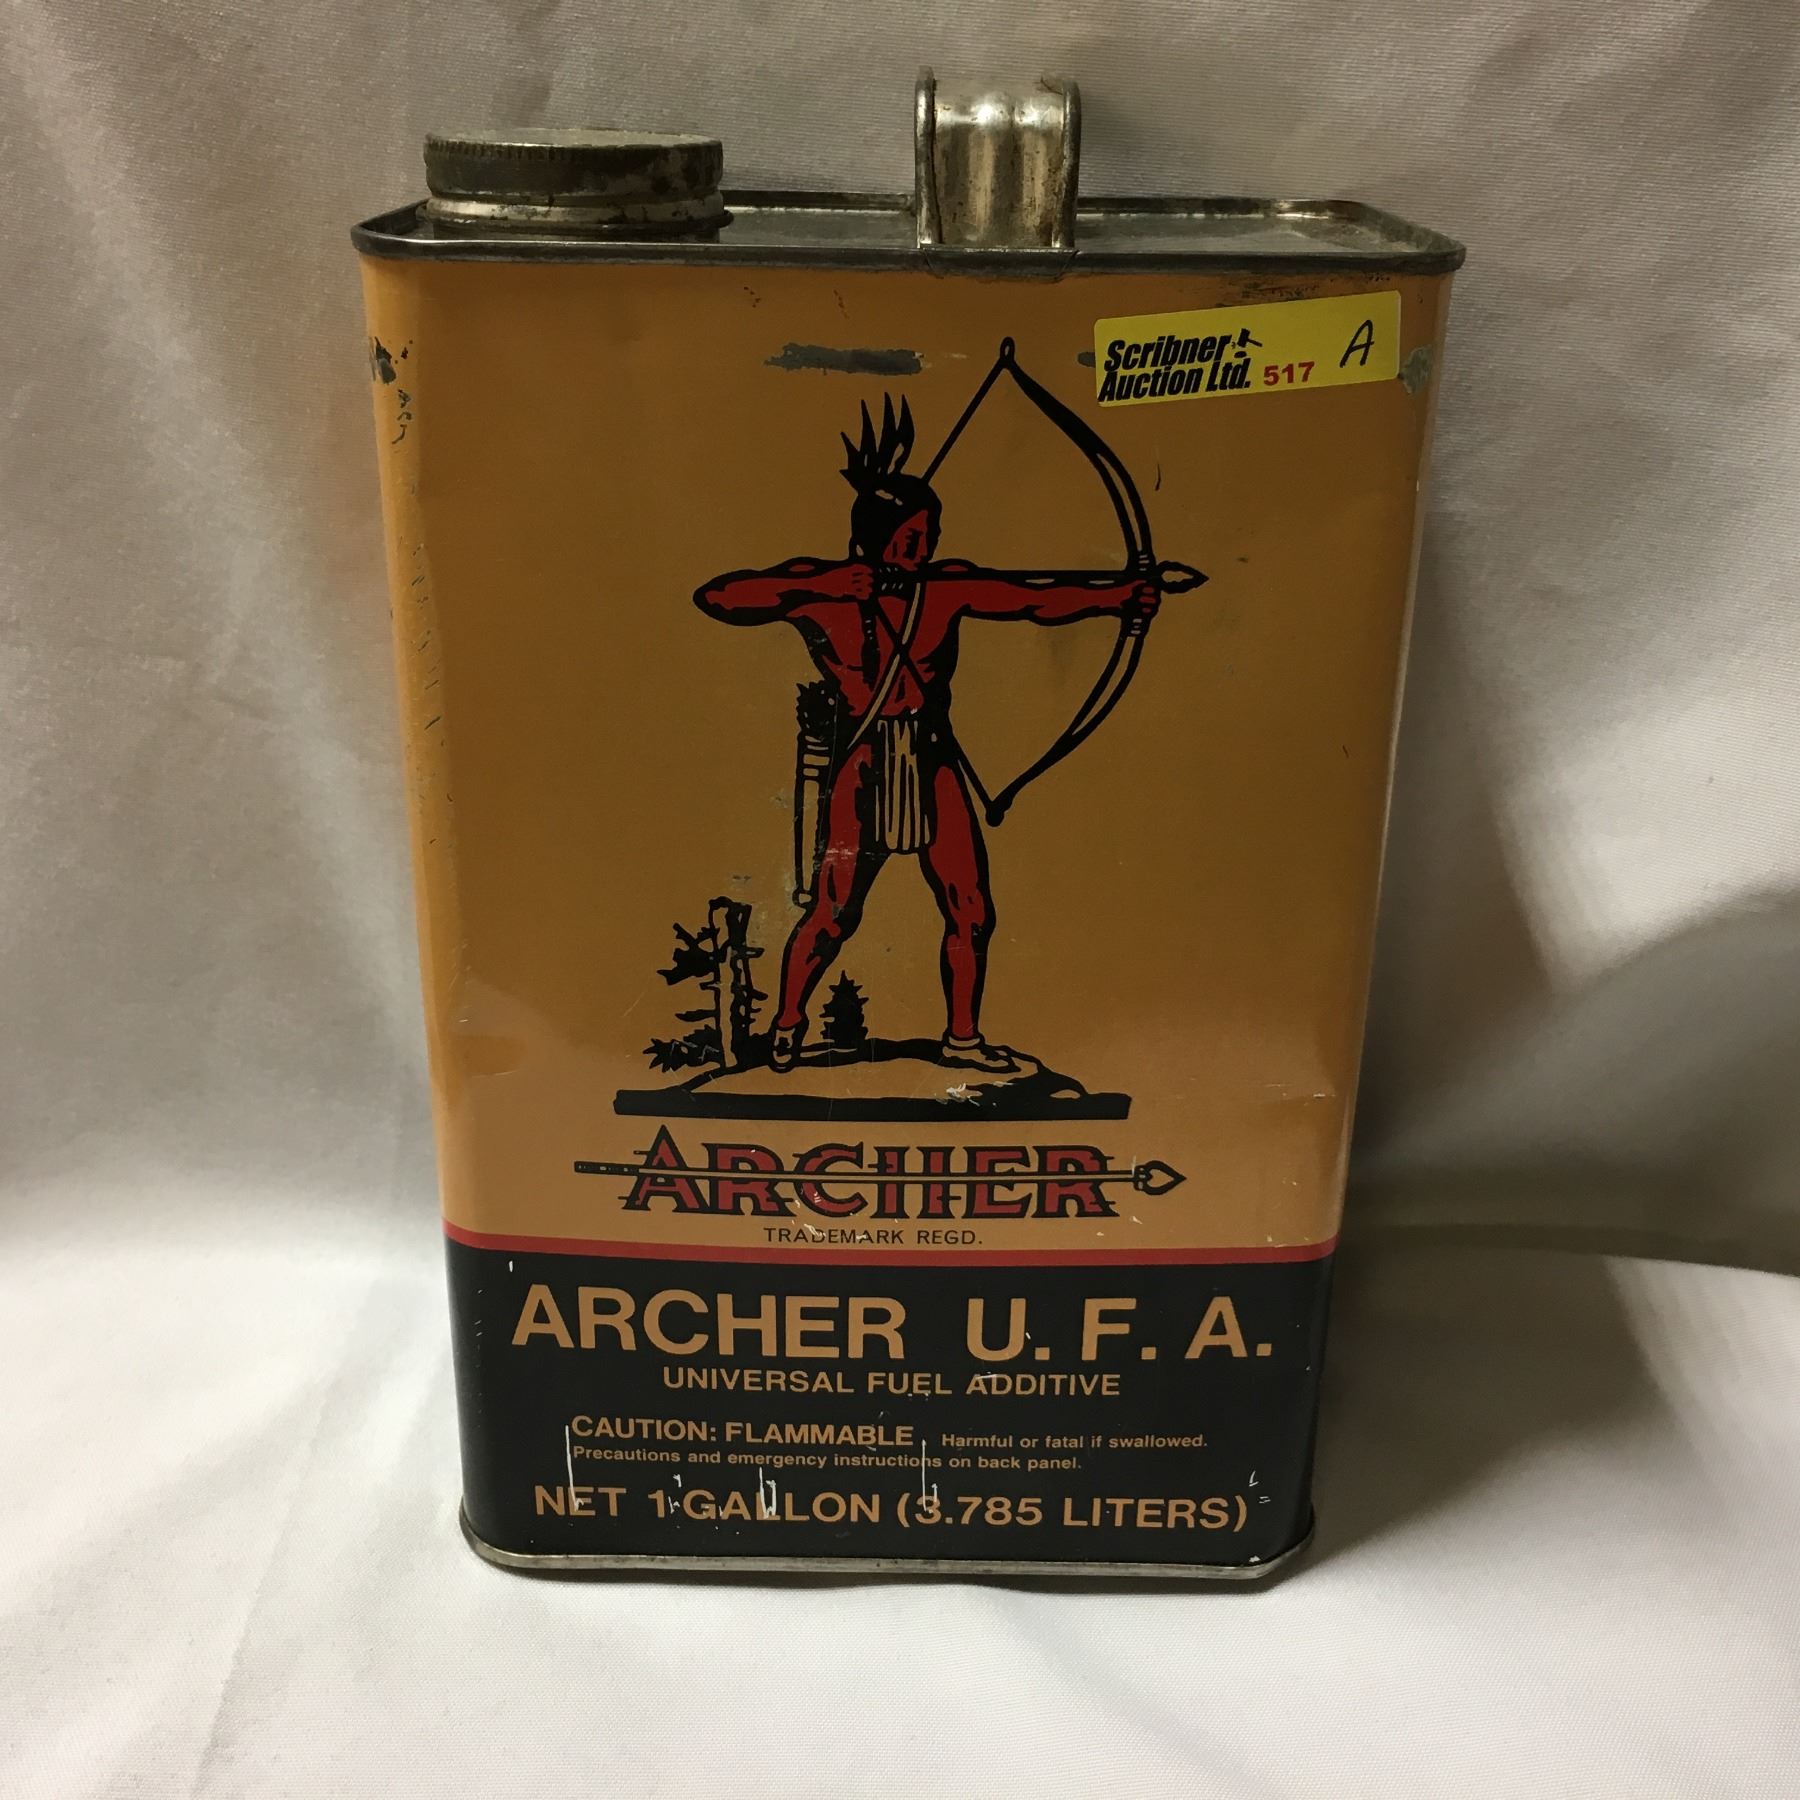 Scribner
Auction Ltd. 517 A
ARCHER
TRADEMARK REGD.
ARCHER U. F. A.
UNIVERSAL FUEL ADDITIVE
CAUTION: FLAMMABLE Harmful or fatal if swallowed.
Precautions and emergency instructions on back panel.
NET 1 GALLON (3.785 LITERS)